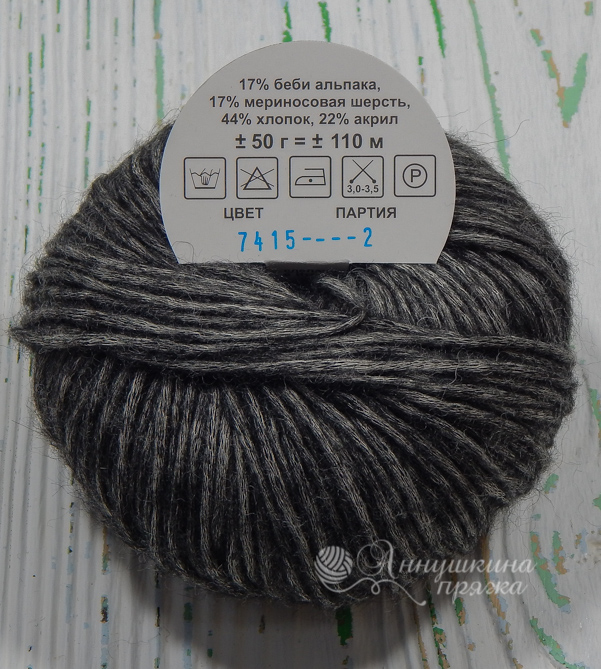 17% беби альпака,
17% мериносовая шерсть,
44% хлопок, 22% акрил
± 50 г = ± 110 м
3,0-3,5
P
ЦВЕТ ПАРТИЯ
7415----2
Аннушкина
пряжа